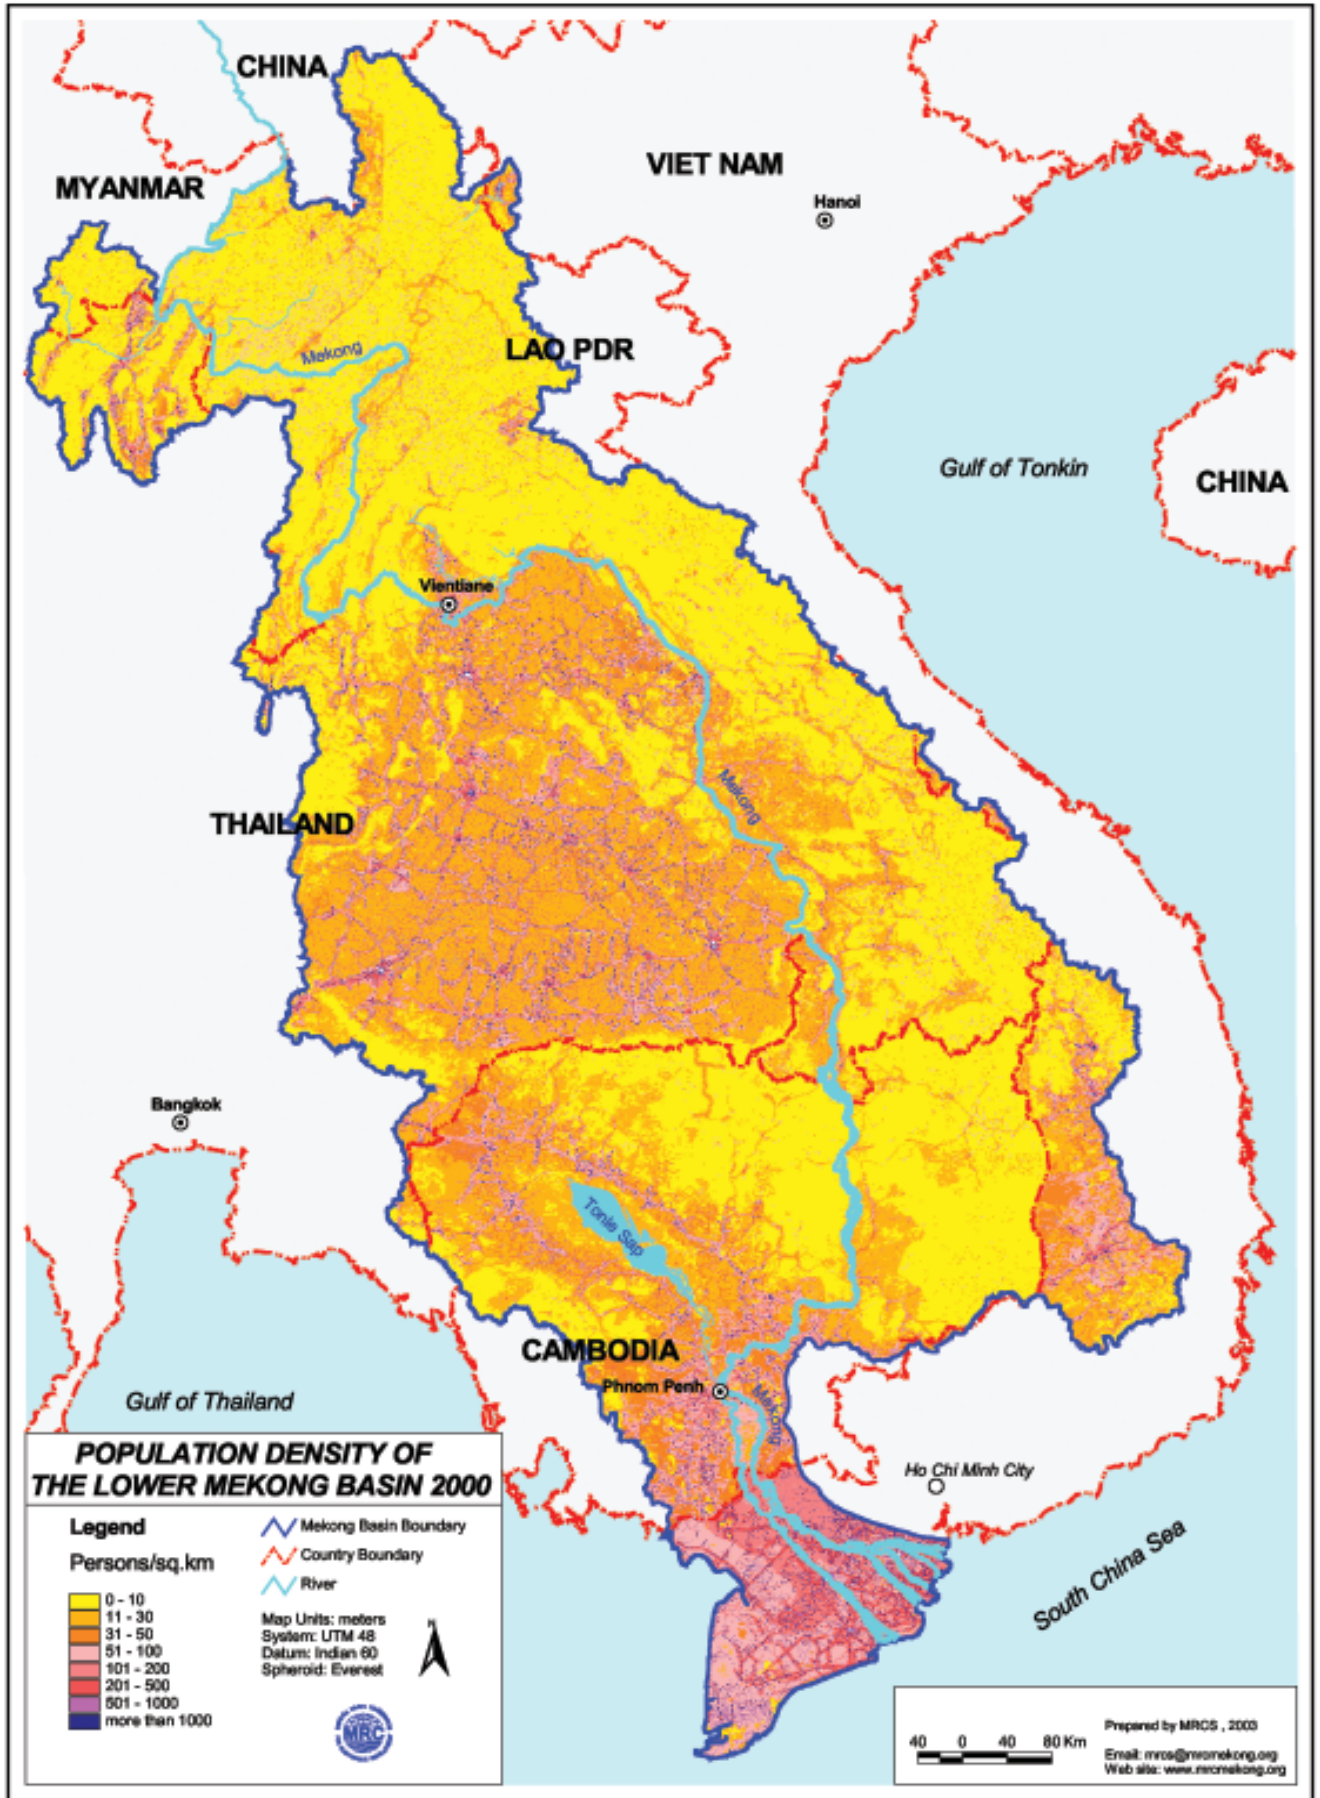 CHINA
VIET NAM
MYANMAR
Hanoi
LAO PDR
Mekong
Gulf of Tonkin
CHINA
Vientiane
Mekong
THAILAND
Bangkok
Tonle Sap
CAMBODIA
Phnom Penh
Mekong
Gulf of Thailand
Ho Chi Minh City
South China Sea
POPULATION DENSITY OF
THE LOWER MEKONG BASIN 2000
Legend
Persons/sq.km
0 - 10
11 - 30
31 - 50
51 - 100
101 - 200
201 - 500
501 - 1000
more than 1000
Mekong Basin Boundary
Country Boundary
River
Map Units: meters
System: UTM 48
Datum: Indian 60
Spheroid: Everest
N
MRC
40 0 40 80 Km
Prepared by MRCS , 2003
Email: mrcs@mrcmekong.org
Web site: www.mrcmekong.org